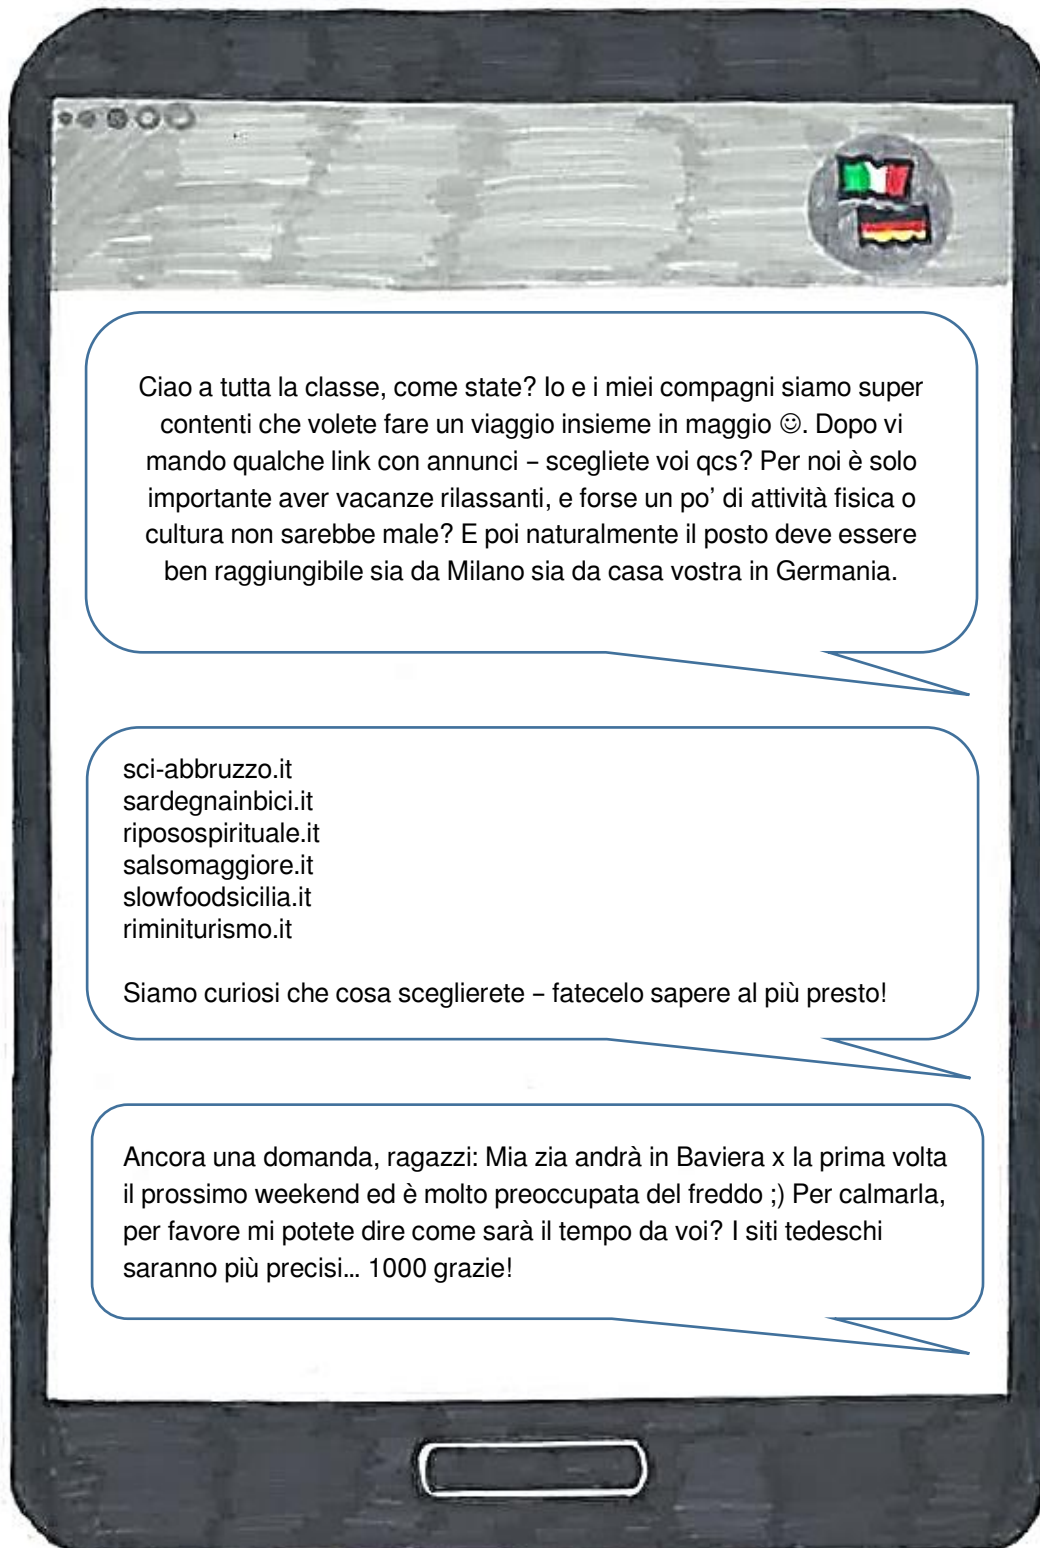 Ciao a tutta la classe, come state? Io e i miei compagni siamo super
contenti che volete fare un viaggio insieme in maggio ☺. Dopo vi
mando qualche link con annunci – scegliete voi qcs? Per noi è solo
importante aver vacanze rilassanti, e forse un po’ di attività fisica o
cultura non sarebbe male? E poi naturalmente il posto deve essere
ben raggiungibile sia da Milano sia da casa vostra in Germania.
sci-abbruzzo.it
sardegnainbici.it
riposospirituale.it
salsomaggiore.it
slowfoodsicilia.it
riminiturismo.it
Siamo curiosi che cosa sceglierete – fatecelo sapere al più presto!
Ancora una domanda, ragazzi: Mia zia andrà in Baviera x la prima volta
il prossimo weekend ed è molto preoccupata del freddo ;) Per calmarla,
per favore mi potete dire come sarà il tempo da voi? I siti tedeschi
saranno più precisi... 1000 grazie!